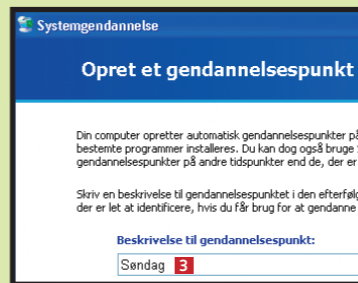 Systemgendannelse
Opret et gendannelsespunkt
Din computer opretter automatisk gendannelsespunkter på
bestemte programmer installeres. Du kan dog også bruge
gendannelsespunkter på andre tidspunkter end de, der er
Skriv en beskrivelse til gendannelsespunktet i den efterfølg
der er let at identificere, hvis du får brug for at gendanne
Beskrivelse til gendannelsespunkt:
Søndag 3